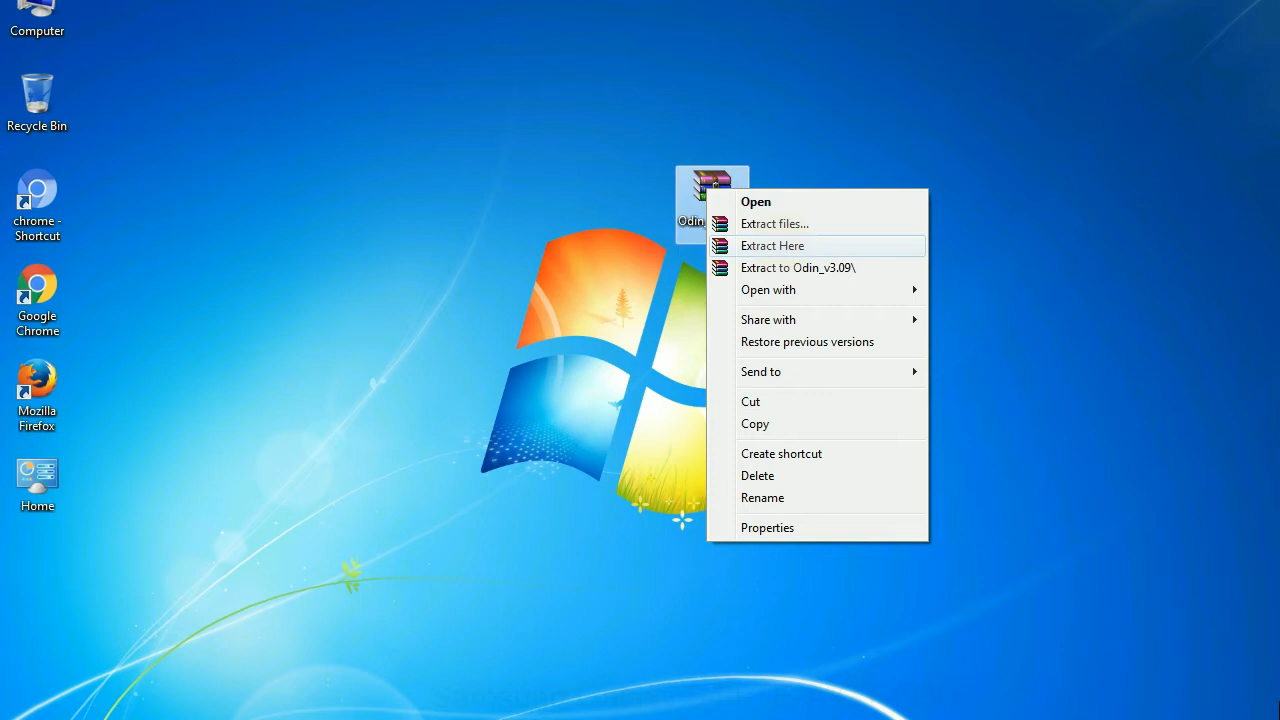 Computer
Recycle Bin
chrome -
Shortcut
Google
Chrome
Mozilla
Firefox
Home
Odin_
Open
Extract files...
Extract Here
Extract to Odin_v3.09\
Open with
Share with
Restore previous versions
Send to
Cut
Copy
Create shortcut
Delete
Rename
Properties